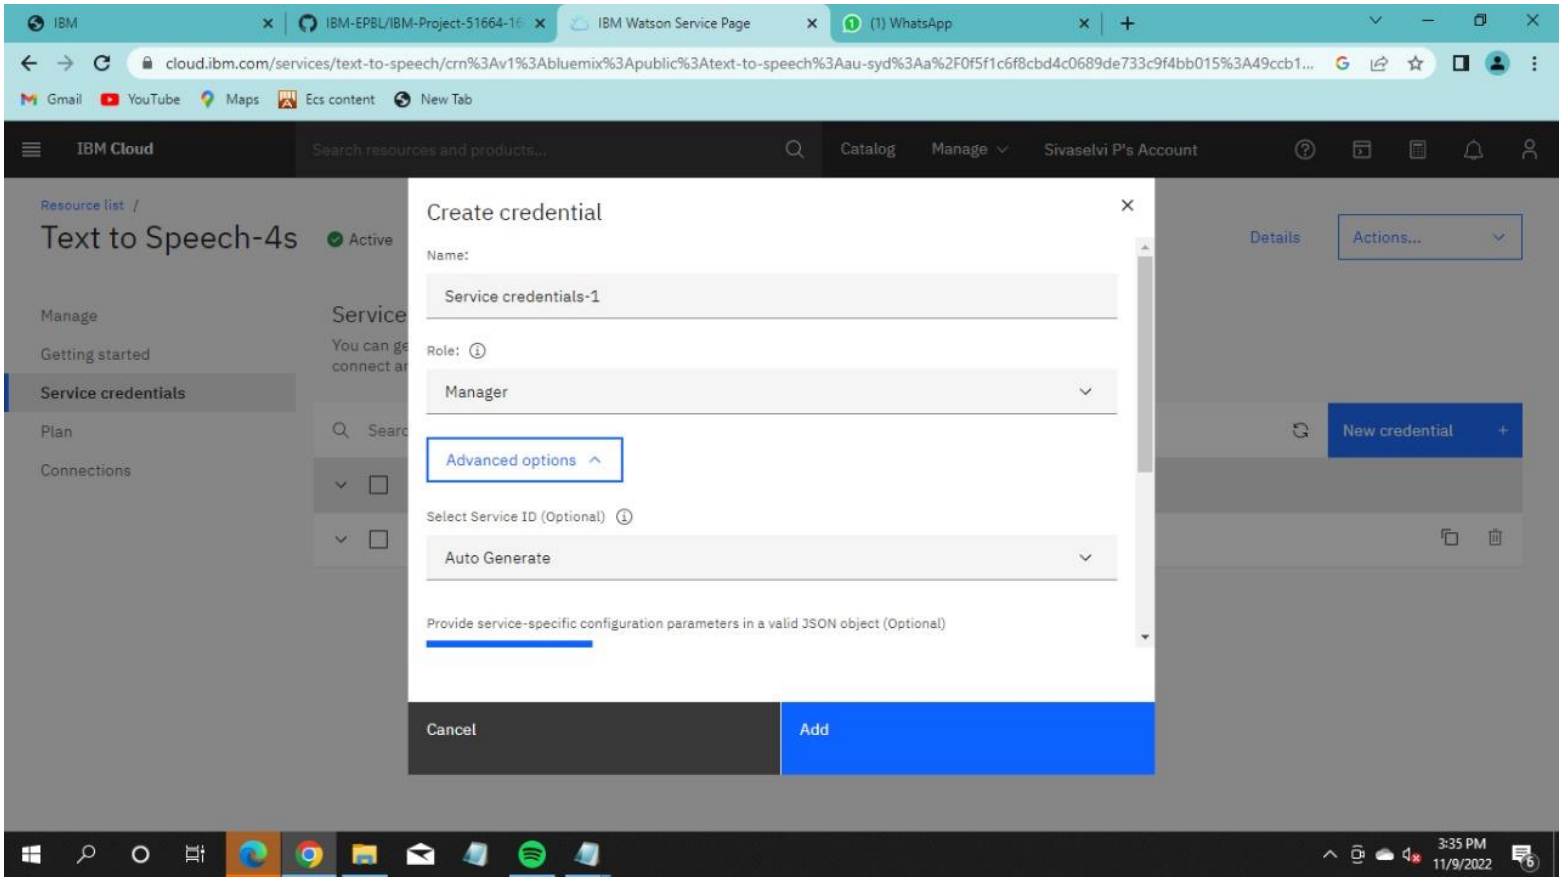 IBM
IBM-EPBL/IBM-Project-51664-16
IBM Watson Service Page
(1) WhatsApp
cloud.ibm.com/services/text-to-speech/crn%3Av1%3Abluemix%3Apublic%3Atext-to-speech%3Aau-syd%3Aa%2F0f5f1c6f8cbd4c0689de733c9f4bb015%3A49ccb1...
Gmail
YouTube
Maps
Ecs content
New Tab
IBM Cloud
Search resources and products...
Catalog
Manage
Sivaselvi P's Account
Resource list /
Text to Speech-4s
Active
Details
Actions...
Manage
Getting started
Service credentials
Plan
Connections
Service
You can ge
connect ar
Searc
New credential +
Create credential
Name:
Service credentials-1
Role:
Manager
Advanced options
Select Service ID (Optional)
Auto Generate
Provide service-specific configuration parameters in a valid JSON object (Optional)
Cancel
Add
3:35 PM
11/9/2022
6